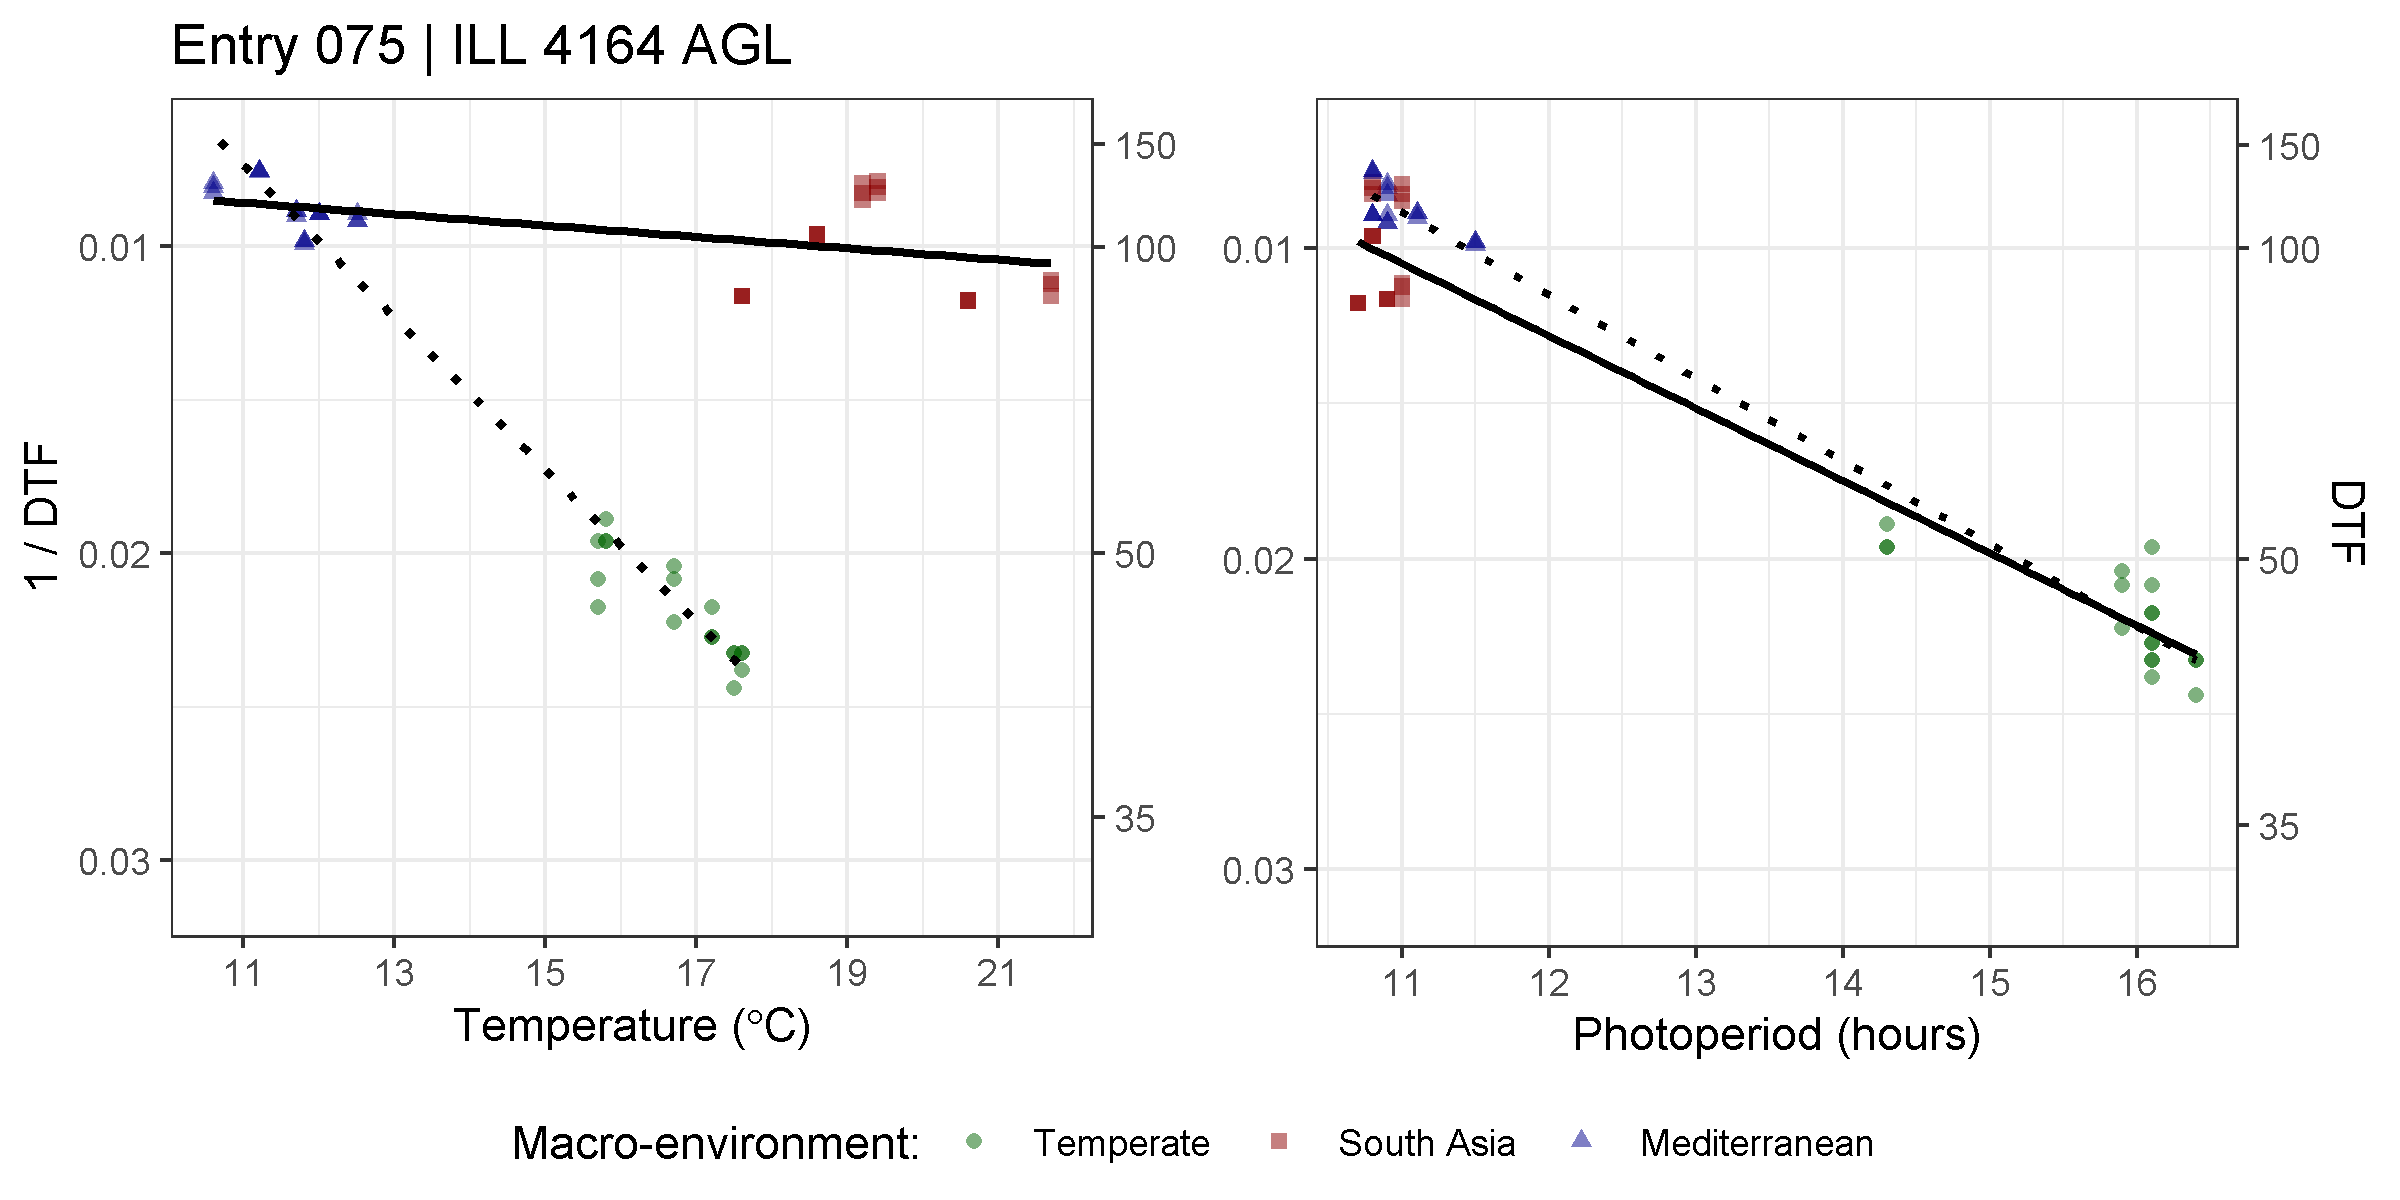 Entry 075 | ILL 4164 AGL
1 / DTF
0.01
0.02
0.03
150
100
50
35
11 13 15 17 19 21
Temperature (°C)
0.01
0.02
0.03
150
100
50
35
DTF
11 12 13 14 15 16
Photoperiod (hours)
Macro-environment: Temperate South Asia Mediterranean